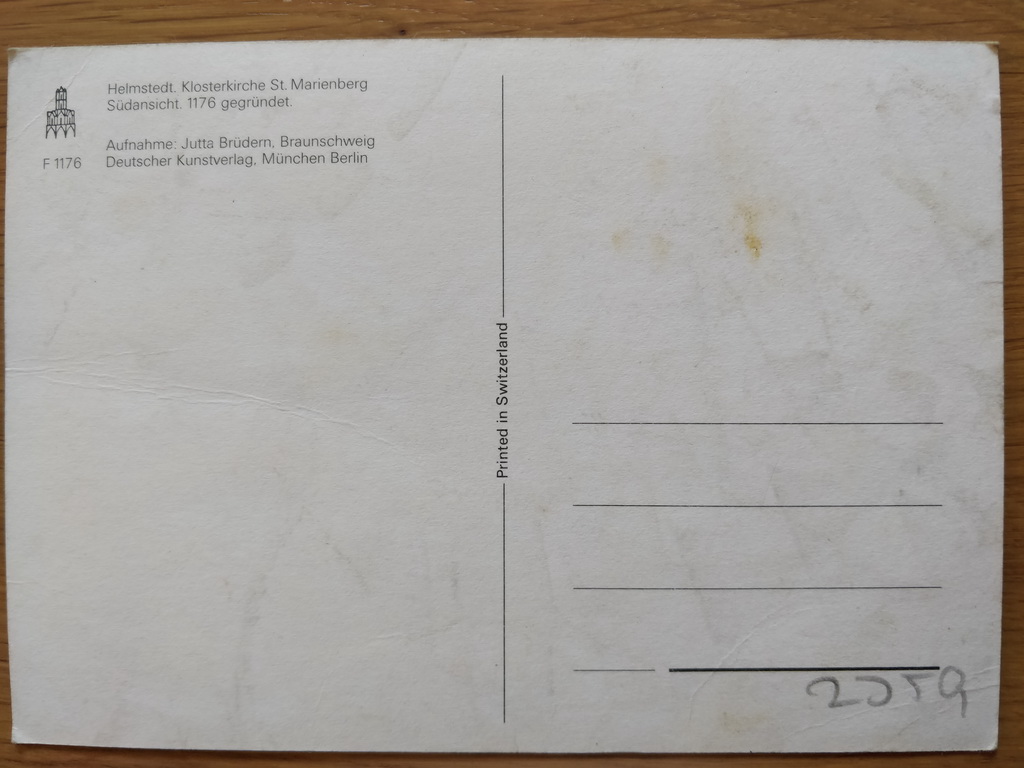 Helmstedt. Klosterkirche St. Marienberg
Südansicht. 1176 gegründet.
Aufnahme: Jutta Brüdern, Braunschweig
F 1176 Deutscher Kunstverlag, München Berlin
Printed in Switzerland